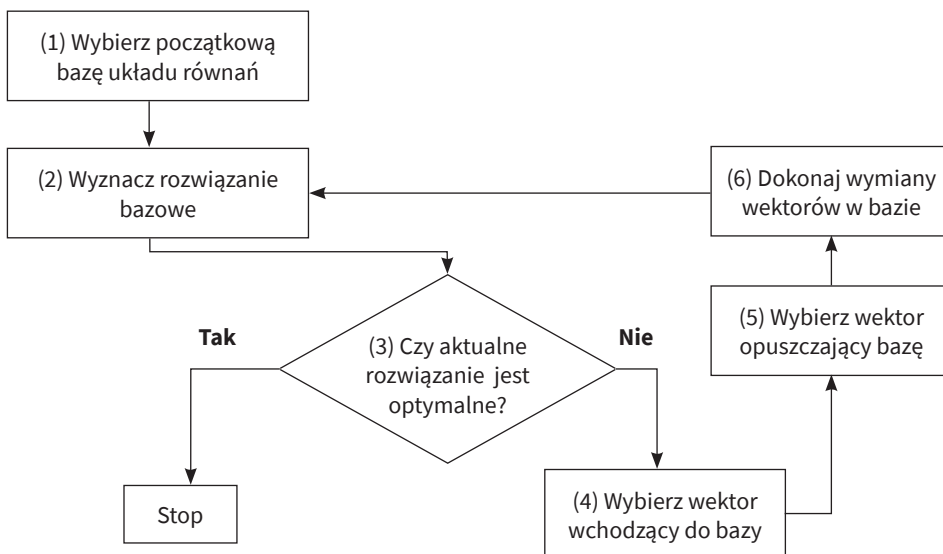 (1) Wybierz początkową
bazę układu równań
(2) Wyznacz rozwiązanie
bazowe
(6) Dokonaj wymiany
wektorów w bazie
(5) Wybierz wektor
opuszczający bazę
Tak
Nie
(3) Czy aktualne
rozwiązanie jest
optymalne?
Stop
(4) Wybierz wektor
wchodzący do bazy